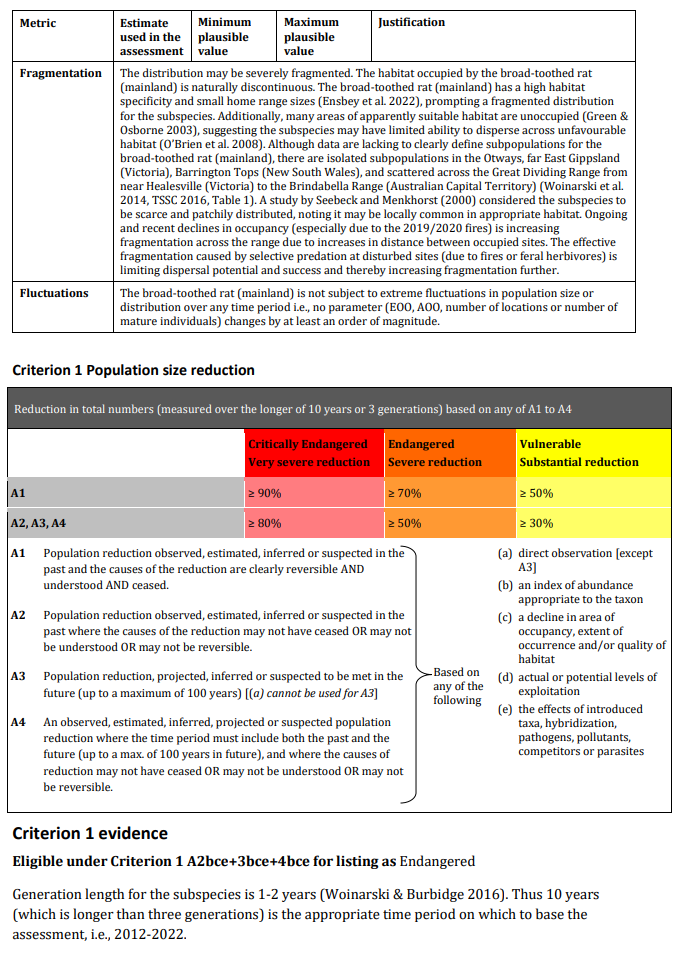 Metric
Estimate used in the assessment
Minimum plausible value
Maximum plausible value
Justification
Fragmentation
The distribution may be severely fragmented. The habitat occupied by the broad-toothed rat
(mainland) is naturally discontinuous. The broad-toothed rat (mainland) has a high habitat
specificity and small home range sizes (Ensbey et al. 2022), prompting a fragmented distribution
for the subspecies. Additionally, many areas of apparently suitable habitat are unoccupied (Green &
Osborne 2003), suggesting the subspecies may have limited ability to disperse across unfavourable
habitat (O’Brien et al. 2008). Although data are lacking to clearly define subpopulations for the
broad-toothed rat (mainland), there are isolated subpopulations in the Otways, far East Gippsland
(Victoria), Barrington Tops (New South Wales), and scattered across the Great Dividing Range from
near Healesville (Victoria) to the Brindabella Range (Australian Capital Territory) (Woinarski et al.
2014, TSSC 2016, Table 1). A study by Seebeck and Menkhorst (2000) considered the subspecies to
be scarce and patchily distributed, noting it may be locally common in appropriate habitat. Ongoing
and recent declines in occupancy (especially due to the 2019/2020 fires) is increasing
fragmentation across the range due to increases in distance between occupied sites. The effective
fragmentation caused by selective predation at disturbed sites (due to fires or feral herbivores) is
limiting dispersal potential and success and thereby increasing fragmentation further.
Fluctuations
The broad-toothed rat (mainland) is not subject to extreme fluctuations in population size or
distribution over any time period i.e., no parameter (EOO, AOO, number of locations or number of
mature individuals) changes by at least an order of magnitude.
Criterion 1 Population size reduction
Reduction in total numbers (measured over the longer of 10 years or 3 generations) based on any of A1 to A4
Critically Endangered
Very severe reduction
Endangered
Severe reduction
Vulnerable
Substantial reduction
A1
≥ 90%
≥ 70%
≥ 50%
A2, A3, A4
≥ 80%
≥ 50%
≥ 30%
A1 Population reduction observed, estimated, inferred or suspected in the
past and the causes of the reduction are clearly reversible AND
understood AND ceased.
A2 Population reduction observed, estimated, inferred or suspected in the
past where the causes of the reduction may not have ceased OR may not
be understood OR may not be reversible.
A3 Population reduction, projected, inferred or suspected to be met in the
future (up to a maximum of 100 years) [(a) cannot be used for A3]
A4 An observed, estimated, inferred, projected or suspected population
reduction where the time period must include both the past and the
future (up to a max. of 100 years in future), and where the causes of
reduction may not have ceased OR may not be understood OR may not
be reversible.
Based on
any of the
following
(a) direct observation [except
A3]
(b) an index of abundance
appropriate to the taxon
(c) a decline in area of
occupancy, extent of
occurrence and/or quality of
habitat
(d) actual or potential levels of
exploitation
(e) the effects of introduced
taxa, hybridization,
pathogens, pollutants,
competitors or parasites
Criterion 1 evidence
Eligible under Criterion 1 A2bce+3bce+4bce for listing as Endangered
Generation length for the subspecies is 1-2 years (Woinarski & Burbidge 2016). Thus 10 years
(which is longer than three generations) is the appropriate time period on which to base the
assessment, i.e., 2012-2022.